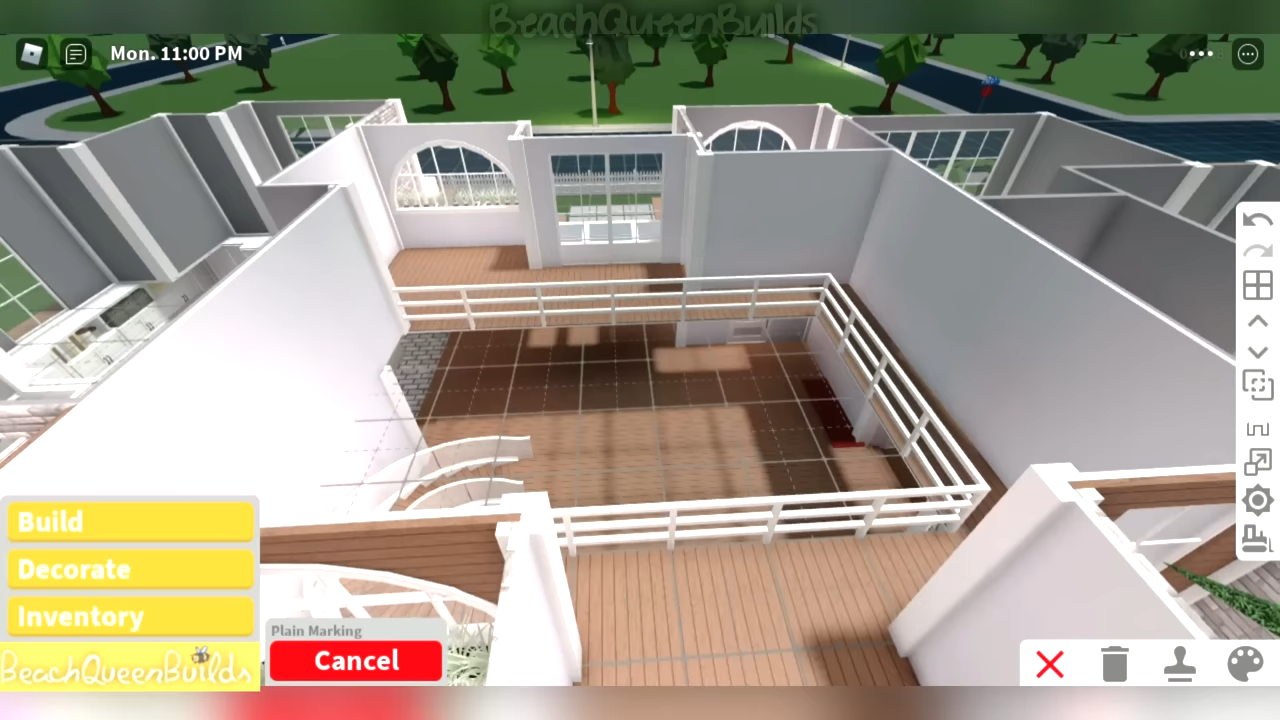 BeachQueenBuilds
Mon. 11:00 PM
Build
Decorate
Inventory
BeachQueenBuilds
Plain Marking
Cancel